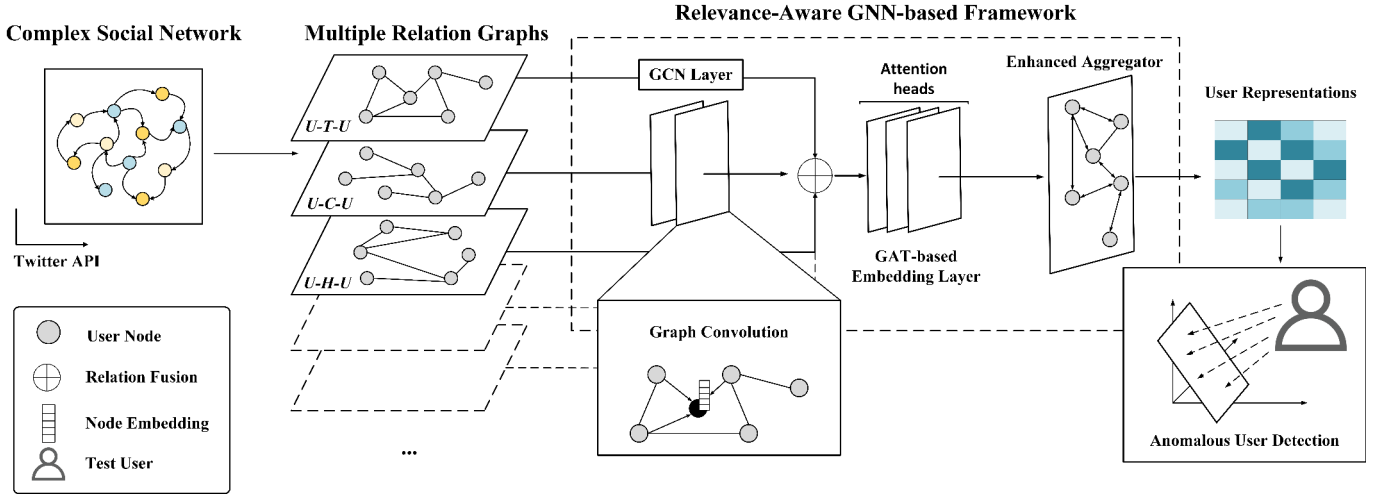 Relevance-Aware GNN-based Framework
Complex Social Network
Multiple Relation Graphs
GCN Layer
Attention
heads
Enhanced Aggregator
User Representations
U-T-U
U-C-U
U-H-U
Twitter API
GAT-based
Embedding Layer
User Node
Relation Fusion
Node Embedding
Test User
...
Graph Convolution
Anomalous User Detection